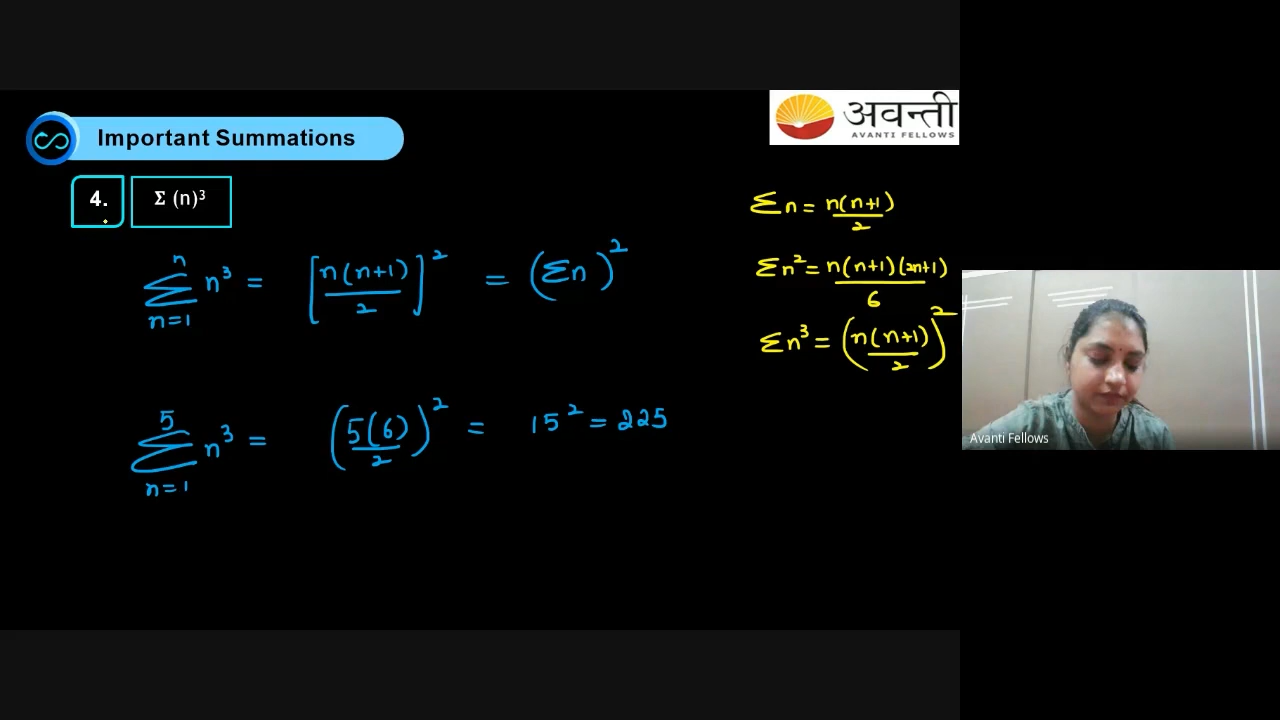 Important Summations
अवन्ती
AVANTI FELLOWS
4.
Σ (n)³
n
∑ n³ = [n(n+1)/2]² = (Σn)²
n=1
5
∑ n³ = (5(6)/2)² = 15² = 225
n=1
Σn = n(n+1)/2
Σn² = n(n+1)(2n+1)/6
Σn³ = (n(n+1)/2)²
Avanti Fellows